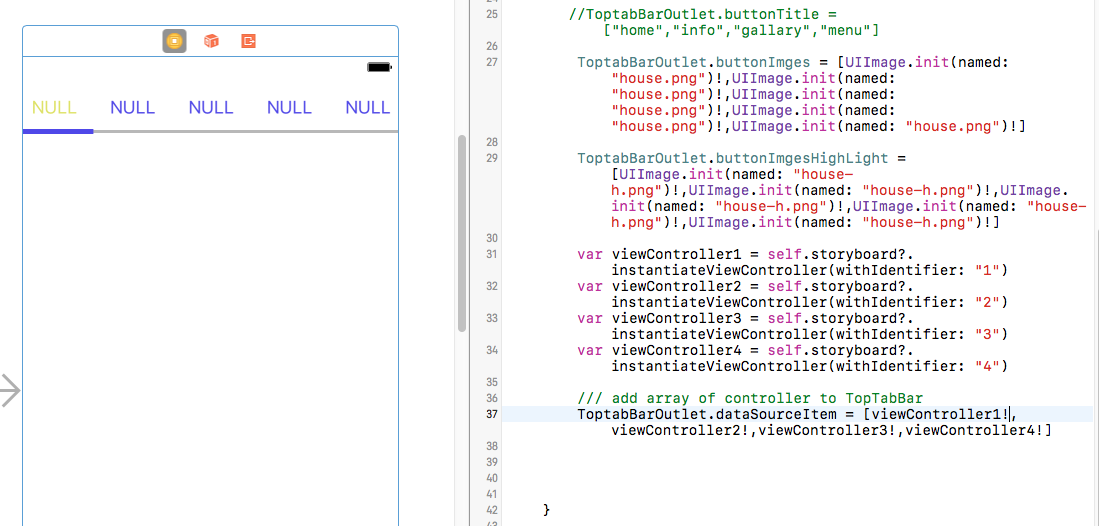 NULL NULL NULL NULL NULL
25 //ToptabBarOutlet.buttonTitle =
["home","info","gallary","menu"]
26
27 ToptabBarOutlet.buttonImges = [UIImage.init(named:
"house.png")!,UIImage.init(named:
"house.png")!,UIImage.init(named:
"house.png")!,UIImage.init(named:
"house.png")!,UIImage.init(named: "house.png")!]
28
29 ToptabBarOutlet.buttonImgesHighLight =
[UIImage.init(named: "house-
h.png")!,UIImage.init(named: "house-h.png")!,UIImage.
init(named: "house-h.png")!,UIImage.init(named: "house-
h.png")!,UIImage.init(named: "house-h.png")!]
30
31 var viewController1 = self.storyboard?.
instantiateViewController(withIdentifier: "1")
32 var viewController2 = self.storyboard?.
instantiateViewController(withIdentifier: "2")
33 var viewController3 = self.storyboard?.
instantiateViewController(withIdentifier: "3")
34 var viewController4 = self.storyboard?.
instantiateViewController(withIdentifier: "4")
35
36 /// add array of controller to TopTabBar
37 ToptabBarOutlet.dataSourceItem = [viewController1!,
viewController2!,viewController3!,viewController4!]
38
39
40
41
42 }